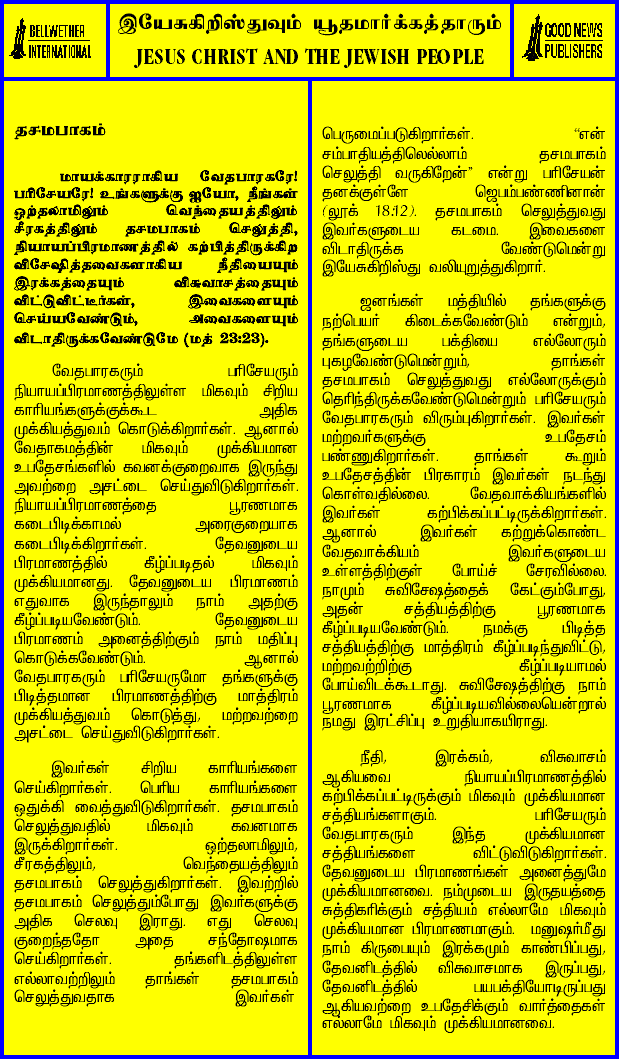 BELLWETHER
INTERNATIONAL
இயேசுகிறிஸ்துவும் யூதமார்க்கத்தாரும்
JESUS CHRIST AND THE JEWISH PEOPLE
GOOD NEWS
PUBLISHERS
தசமபாகம்
மாயக்காரராகிய வேதபாரகரே!
பரிசேயரே! உங்களுக்கு ஐயோ, நீங்கள்
ஒற்தலாமிலும் வெந்தையத்திலும்
சீரகத்திலும் தசமபாகம் செலுத்தி,
நியாயப்பிரமாணத்தில் கற்பித்திருக்கிற
விசேஷித்தவைகளாகிய நீதியையும்
இரக்கத்தையும் விசுவாசத்தையும்
விட்டுவிட்டீர்கள், இவைகளையும்
செய்யவேண்டும், அவைகளையும்
விடாதிருக்கவேண்டுமே (மத் 23:23).
வேதபாரகரும் பரிசேயரும்
நியாயப்பிரமாணத்திலுள்ள மிகவும் சிறிய
காரியங்களுக்குக்கூட அதிக
முக்கியத்துவம் கொடுக்கிறார்கள். ஆனால்
வேதாகமத்தின் மிகவும் முக்கியமான
உபதேசங்களில் கவனக்குறைவாக இருந்து
அவற்றை அசட்டை செய்துவிடுகிறார்கள்.
நியாயப்பிரமாணத்தை பூரணமாக
கடைபிடிக்காமல் அரைகுறையாக
கடைபிடிக்கிறார்கள். தேவனுடைய
பிரமாணத்தில் கீழ்ப்படிதல் மிகவும்
முக்கியமானது. தேவனுடைய பிரமாணம்
எதுவாக இருந்தாலும் நாம் அதற்கு
கீழ்ப்படியவேண்டும். தேவனுடைய
பிரமாணம் அனைத்திற்கும் நாம் மதிப்பு
கொடுக்கவேண்டும். ஆனால்
வேதபாரகரும் பரிசேயருமோ தங்களுக்கு
பிடித்தமான பிரமாணத்திற்கு மாத்திரம்
முக்கியத்துவம் கொடுத்து, மற்றவற்றை
அசட்டை செய்துவிடுகிறார்கள்.
இவர்கள் சிறிய காரியங்களை
செய்கிறார்கள். பெரிய காரியங்களை
ஒதுக்கி வைத்துவிடுகிறார்கள். தசமபாகம்
செலுத்துவதில் மிகவும் கவனமாக
இருக்கிறார்கள். ஒற்தலாமிலும்,
சீரகத்திலும், வெந்தையத்திலும்
தசமபாகம் செலுத்துகிறார்கள். இவற்றில்
தசமபாகம் செலுத்தும்போது இவர்களுக்கு
அதிக செலவு இராது. எது செலவு
குறைந்ததோ அதை சந்தோஷமாக
செய்கிறார்கள். தங்களிடத்திலுள்ள
எல்லாவற்றிலும் தாங்கள் தசமபாகம்
செலுத்துவதாக இவர்கள்
பெருமைப்படுகிறார்கள். “என்
சம்பாதியத்திலெல்லாம் தசமபாகம்
செலுத்தி வருகிறேன்” என்று பரிசேயன்
தனக்குள்ளே ஜெபம்பண்ணினான்
(லூக் 18:12). தசமபாகம் செலுத்துவது
இவர்களுடைய கடமை. இவைகளை
விடாதிருக்க வேண்டுமென்று
இயேசுகிறிஸ்து வலியுறுத்துகிறார்.
ஜனங்கள் மத்தியில் தங்களுக்கு
நற்பெயர் கிடைக்கவேண்டும் என்றும்,
தங்களுடைய பக்தியை எல்லோரும்
புகழவேண்டுமென்றும், தாங்கள்
தசமபாகம் செலுத்துவது எல்லோருக்கும்
தெரிந்திருக்கவேண்டுமென்றும் பரிசேயரும்
வேதபாரகரும் விரும்புகிறார்கள். இவர்கள்
மற்றவர்களுக்கு உபதேசம்
பண்ணுகிறார்கள். தாங்கள் கூறும்
உபதேசத்தின் பிரகாரம் இவர்கள் நடந்து
கொள்வதில்லை. வேதவாக்கியங்களில்
இவர்கள் கற்பிக்கப்பட்டிருக்கிறார்கள்.
ஆனால் இவர்கள் கற்றுக்கொண்ட
வேதவாக்கியம் இவர்களுடைய
உள்ளத்திற்குள் போய்ச் சேரவில்லை.
நாமும் சுவிசேஷத்தைக் கேட்கும்போது,
அதன் சத்தியத்திற்கு பூரணமாக
கீழ்ப்படியவேண்டும். நமக்கு பிடித்த
சத்தியத்திற்கு மாத்திரம் கீழ்ப்படிந்துவிட்டு,
மற்றவற்றிற்கு கீழ்ப்படியாமல்
போய்விடக்கூடாது. சுவிசேஷத்திற்கு நாம்
பூரணமாக கீழ்ப்படியவில்லையென்றால்
நமது இரட்சிப்பு உறுதியாகயிராது.
நீதி, இரக்கம், விசுவாசம்
ஆகியவை நியாயப்பிரமாணத்தில்
கற்பிக்கப்பட்டிருக்கும் மிகவும் முக்கியமான
சத்தியங்களாகும். பரிசேயரும்
வேதபாரகரும் இந்த முக்கியமான
சத்தியங்களை விட்டுவிடுகிறார்கள்.
தேவனுடைய பிரமாணங்கள் அனைத்துமே
முக்கியமானவை. நம்முடைய இருதயத்தை
சுத்திகரிக்கும் சத்தியம் எல்லாமே மிகவும்
முக்கியமான பிரமாணமாகும். மனுஷர்மீது
நாம் கிருபையும் இரக்கமும் காண்பிப்பது,
தேவனிடத்தில் விசுவாசமாக இருப்பது,
தேவனிடத்தில் பயபக்தியோடிருப்பது
ஆகியவற்றை உபதேசிக்கும் வார்த்தைகள்
எல்லாமே மிகவும் முக்கியமானவை.